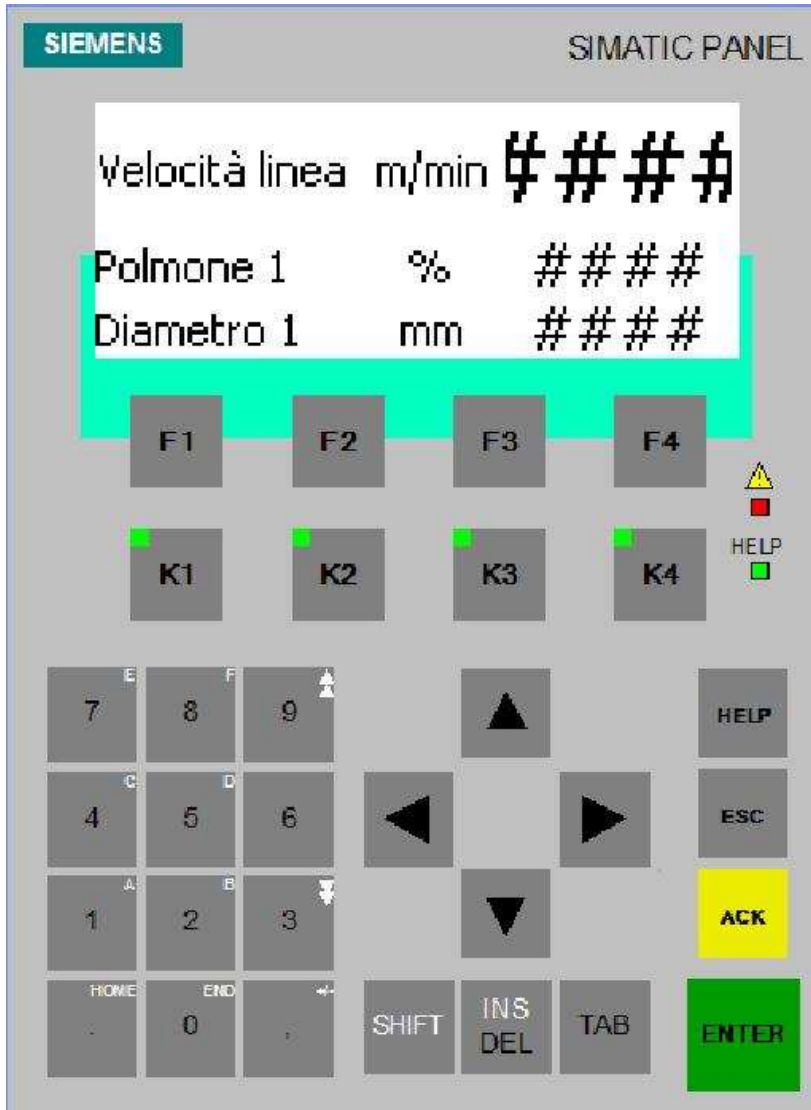 SIEMENS SIMATIC PANEL
Velocità linea m/min ####
Polmone 1 % ####
Diametro 1 mm ####
F1 F2 F3 F4
K1 K2 K3 K4
HELP
E F
7 8 9 HELP
C D
4 5 6 ESC
A B
1 2 3 ACK
HOME END +/-
. 0 , SHIFT INS DEL TAB ENTER